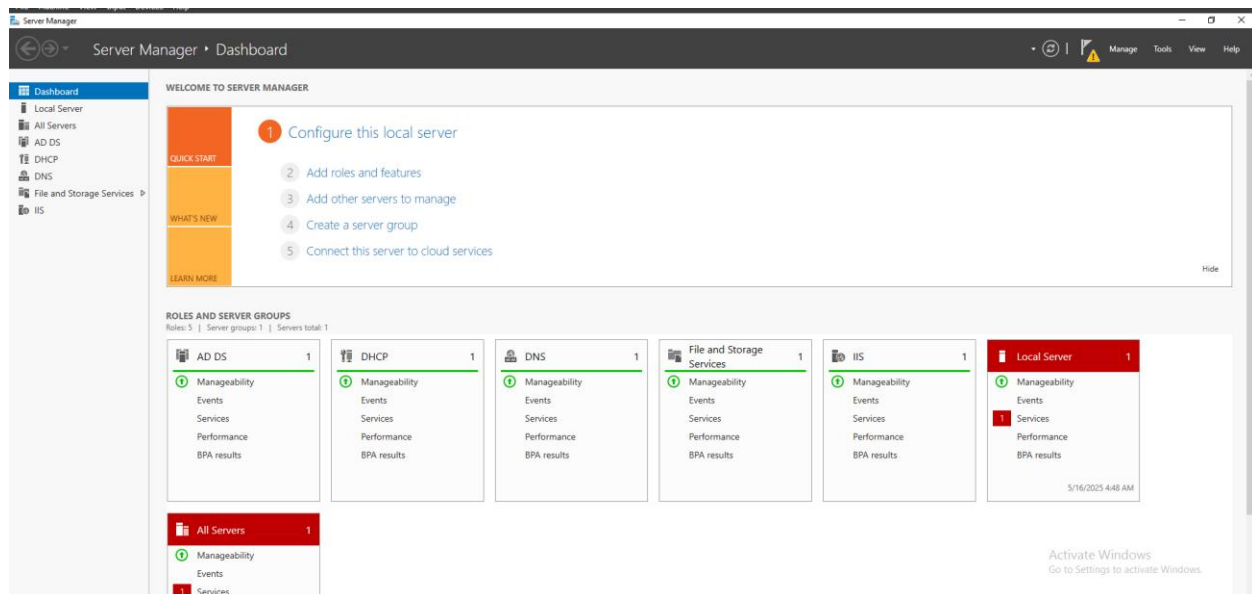 File Machine View Input Devices Help
Server Manager
Server Manager • Dashboard
Manage Tools View Help
Dashboard
Local Server
All Servers
AD DS
DHCP
DNS
File and Storage Services
IIS
WELCOME TO SERVER MANAGER
QUICK START
WHAT'S NEW
LEARN MORE
1 Configure this local server
2 Add roles and features
3 Add other servers to manage
4 Create a server group
5 Connect this server to cloud services
Hide
ROLES AND SERVER GROUPS
Roles: 5 | Server groups: 1 | Servers total: 1
AD DS 1
Manageability
Events
Services
Performance
BPA results
DHCP 1
Manageability
Events
Services
Performance
BPA results
DNS 1
Manageability
Events
Services
Performance
BPA results
File and Storage
Services 1
Manageability
Events
Services
Performance
BPA results
IIS 1
Manageability
Events
Services
Performance
BPA results
Local Server 1
Manageability
Events
1 Services
Performance
BPA results
5/16/2025 4:48 AM
All Servers 1
Manageability
Events
1 Services
Activate Windows
Go to Settings to activate Windows.